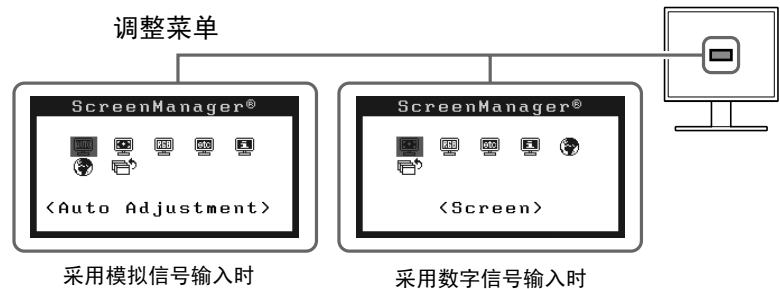 调整菜单
ScreenManager®
<Auto Adjustment>
采用模拟信号输入时
ScreenManager®
<Screen>
采用数字信号输入时